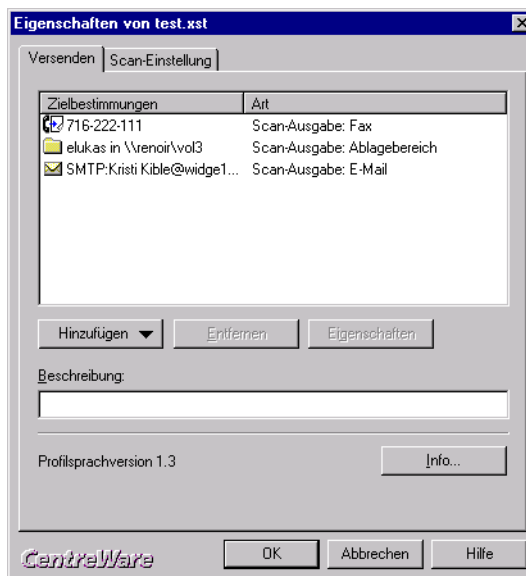 Eigenschaften von test.xst
Versenden Scan-Einstellung
Zielbestimmungen Art
716-222-111 Scan-Ausgabe: Fax
elukas in \\renoir\vol3 Scan-Ausgabe: Ablagebereich
SMTP:Kristi Kible@widge1... Scan-Ausgabe: E-Mail
Hinzufügen Entfernen Eigenschaften
Beschreibung:
Profilsprachversion 1.3 Info...
CentreWare OK Abbrechen Hilfe